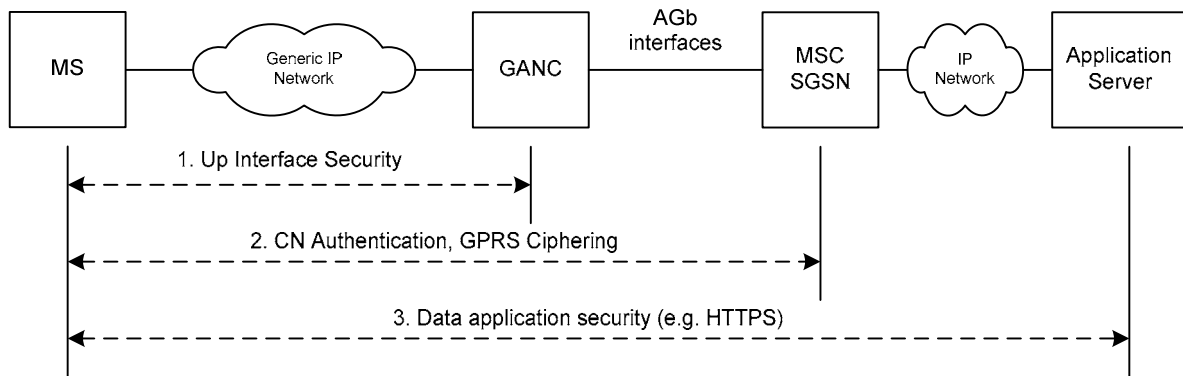 MS
Generic IP
Network
GANC
AGb
interfaces
MSC
SGSN
IP
Network
Application
Server
1. Up Interface Security
2. CN Authentication, GPRS Ciphering
3. Data application security (e.g. HTTPS)